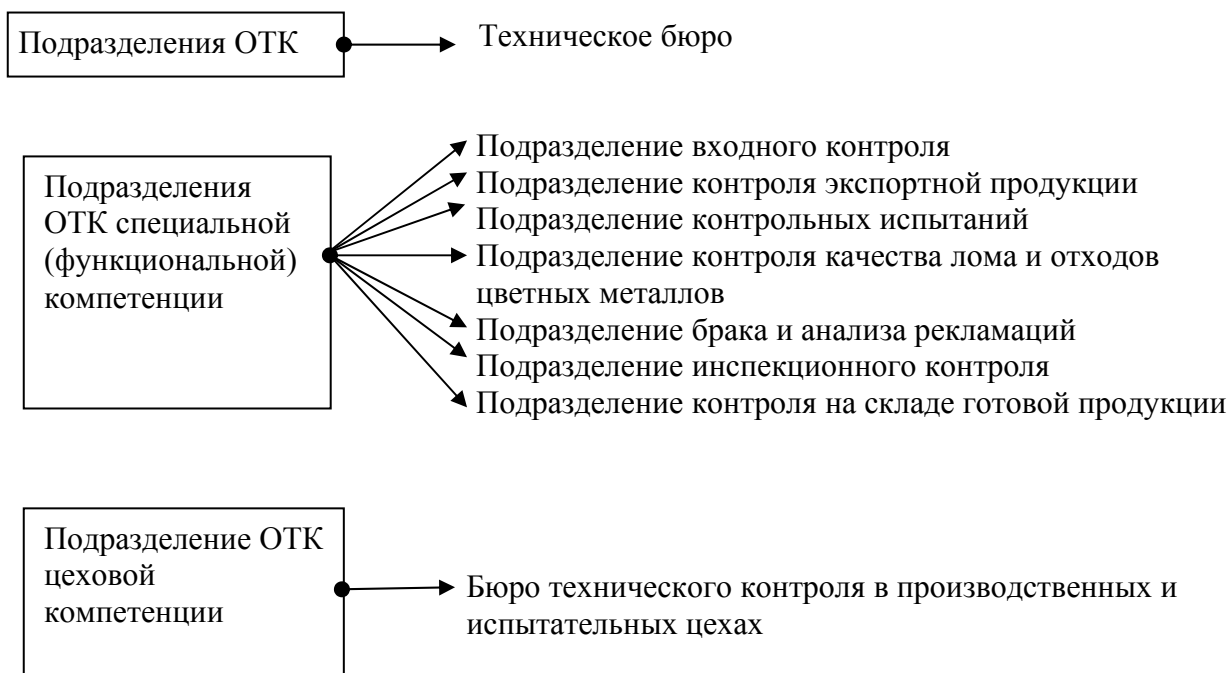 Подразделения ОТК
Техническое бюро
Подразделения
ОТК специальной
(функциональной)
компетенции
Подразделение входного контроля
Подразделение контроля экспортной продукции
Подразделение контрольных испытаний
Подразделение контроля качества лома и отходов
цветных металлов
Подразделение брака и анализа рекламаций
Подразделение инспекционного контроля
Подразделение контроля на складе готовой продукции
Подразделение ОТК
цеховой
компетенции
Бюро технического контроля в производственных и
испытательных цехах